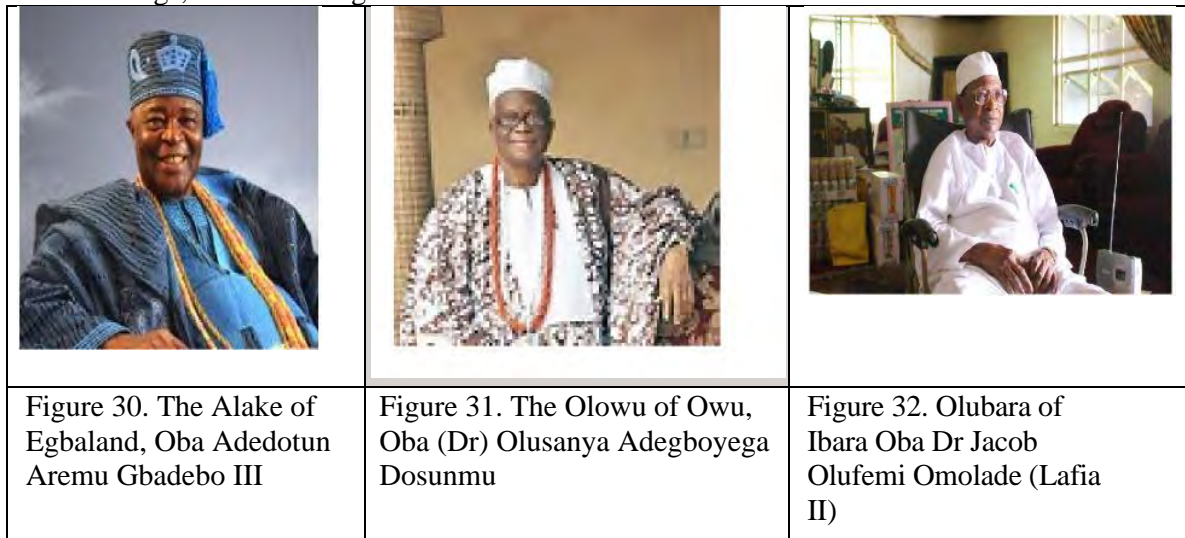 Figure 30. The Alake of
Egbaland, Oba Adedotun
Aremu Gbadebo III
Figure 31. The Olowu of Owu,
Oba (Dr) Olusanya Adegboyega
Dosunmu
Figure 32. Olubara of
Ibara Oba Dr Jacob
Olufemi Omolade (Lafia
II)